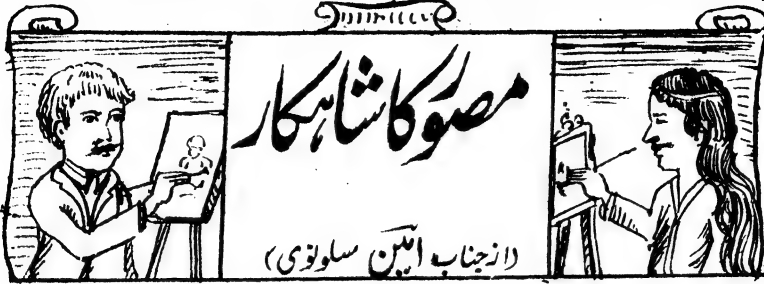 مصور کا شاہکار
(از جناب امین سلونوی)